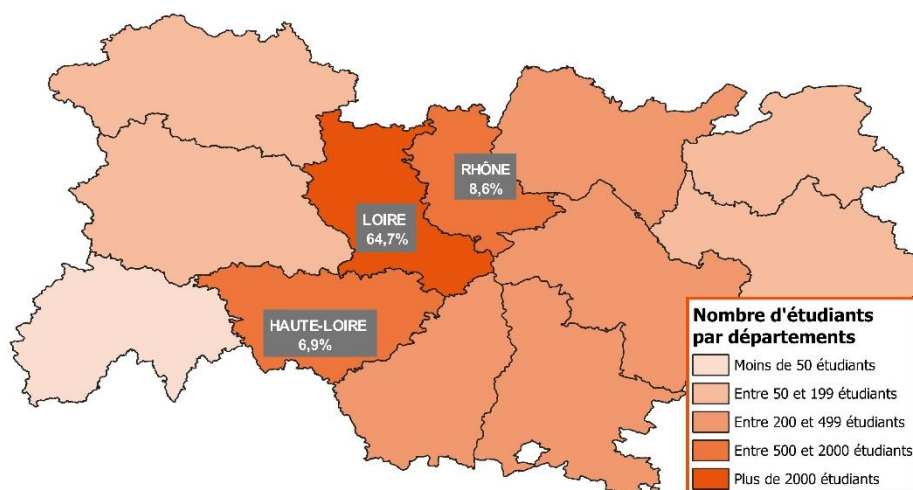 RHÔNE
8,6%
LOIRE
64,7%
HAUTE-LOIRE
6,9%
Nombre d'étudiants
par départements
Moins de 50 étudiants
Entre 50 et 199 étudiants
Entre 200 et 499 étudiants
Entre 500 et 2000 étudiants
Plus de 2000 étudiants